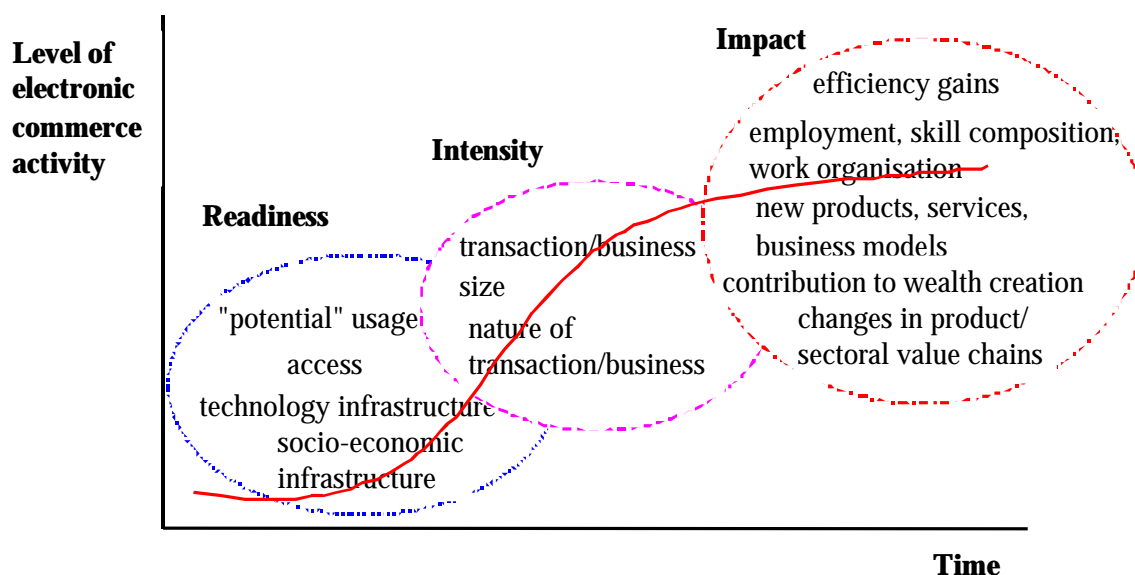 Level of
electronic
commerce
activity
Readiness
"potential" usage
access
technology infrastructure
socio-economic
infrastructure
Intensity
transaction/business
size
nature of
transaction/business
Impact
efficiency gains
employment, skill composition,
work organisation
new products, services,
business models
contribution to wealth creation
changes in product/
sectoral value chains
Time